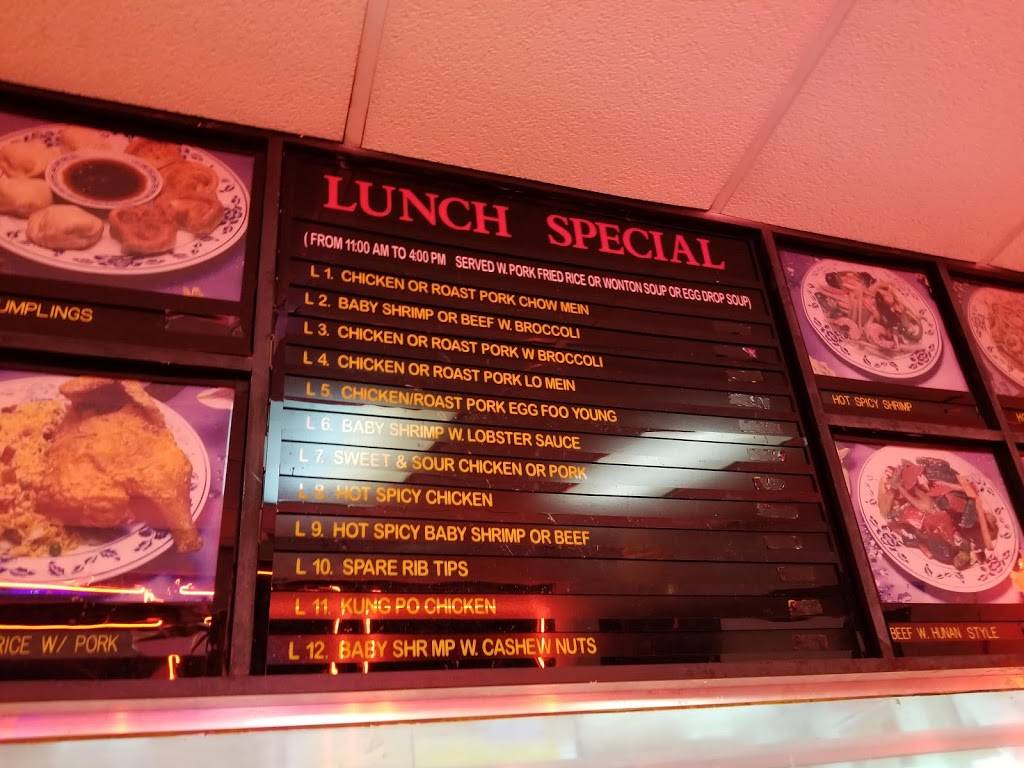 LUNCH SPECIAL
( FROM 11:00 AM TO 4:00 PM SERVED W. PORK FRIED RICE OR WONTON SOUP OR EGG DROP SOUP)
L 1. CHICKEN OR ROAST PORK CHOW MEIN
L 2. BABY SHRIMP OR BEEF W. BROCCOLI
L 3. CHICKEN OR ROAST PORK W BROCCOLI
L 4. CHICKEN OR ROAST PORK LO MEIN
L 5 CHICKEN/ROAST PORK EGG FOO YOUNG
L 6. BABY SHRIMP W. LOBSTER SAUCE
L 7. SWEET & SOUR CHICKEN OR PORK
L 8. HOT SPICY CHICKEN
L 9. HOT SPICY BABY SHRIMP OR BEEF
L 10. SPARE RIB TIPS
L 11. KUNG PO CHICKEN
L 12. BABY SHR MP W. CASHEW NUTS
UMPLINGS
RICE W/ PORK
HOT SPICY SHRIMP
BEEF W. HUNAN STYLE